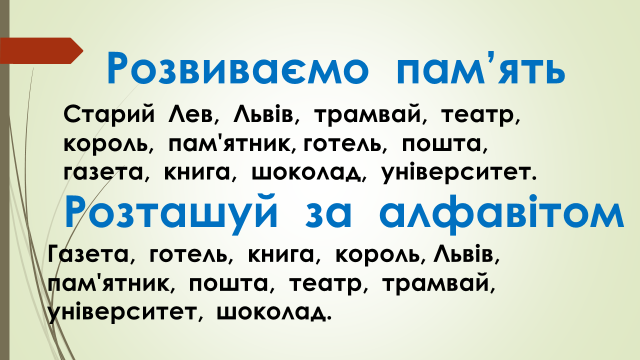 Розвиваємо пам’ять
Старий Лев, Львів, трамвай, театр,
король, пам'ятник, готель, пошта,
газета, книга, шоколад, університет.
Розташуй за алфавітом
Газета, готель, книга, король, Львів,
пам'ятник, пошта, театр, трамвай,
університет, шоколад.